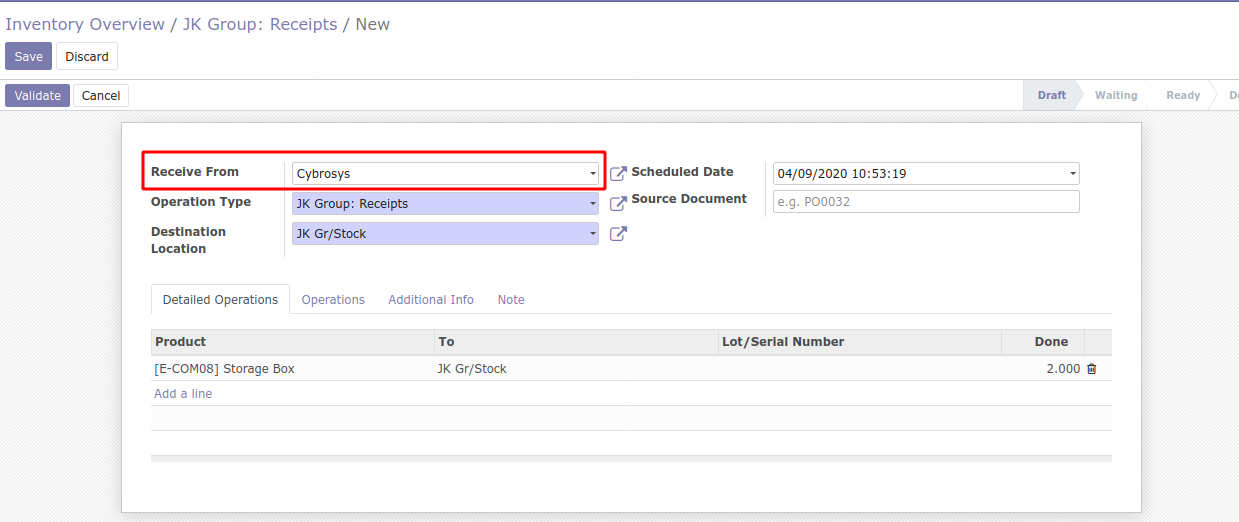 Inventory Overview / JK Group: Receipts / New
Save Discard
Validate Cancel Draft Waiting Ready
Receive From Cybrosys Scheduled Date 04/09/2020 10:53:19
Operation Type JK Group: Receipts Source Document e.g. PO0032
Destination Location JK Gr/Stock
Detailed Operations Operations Additional Info Note
Product To Lot/Serial Number Done
[E-COM08] Storage Box JK Gr/Stock 2.000
Add a line